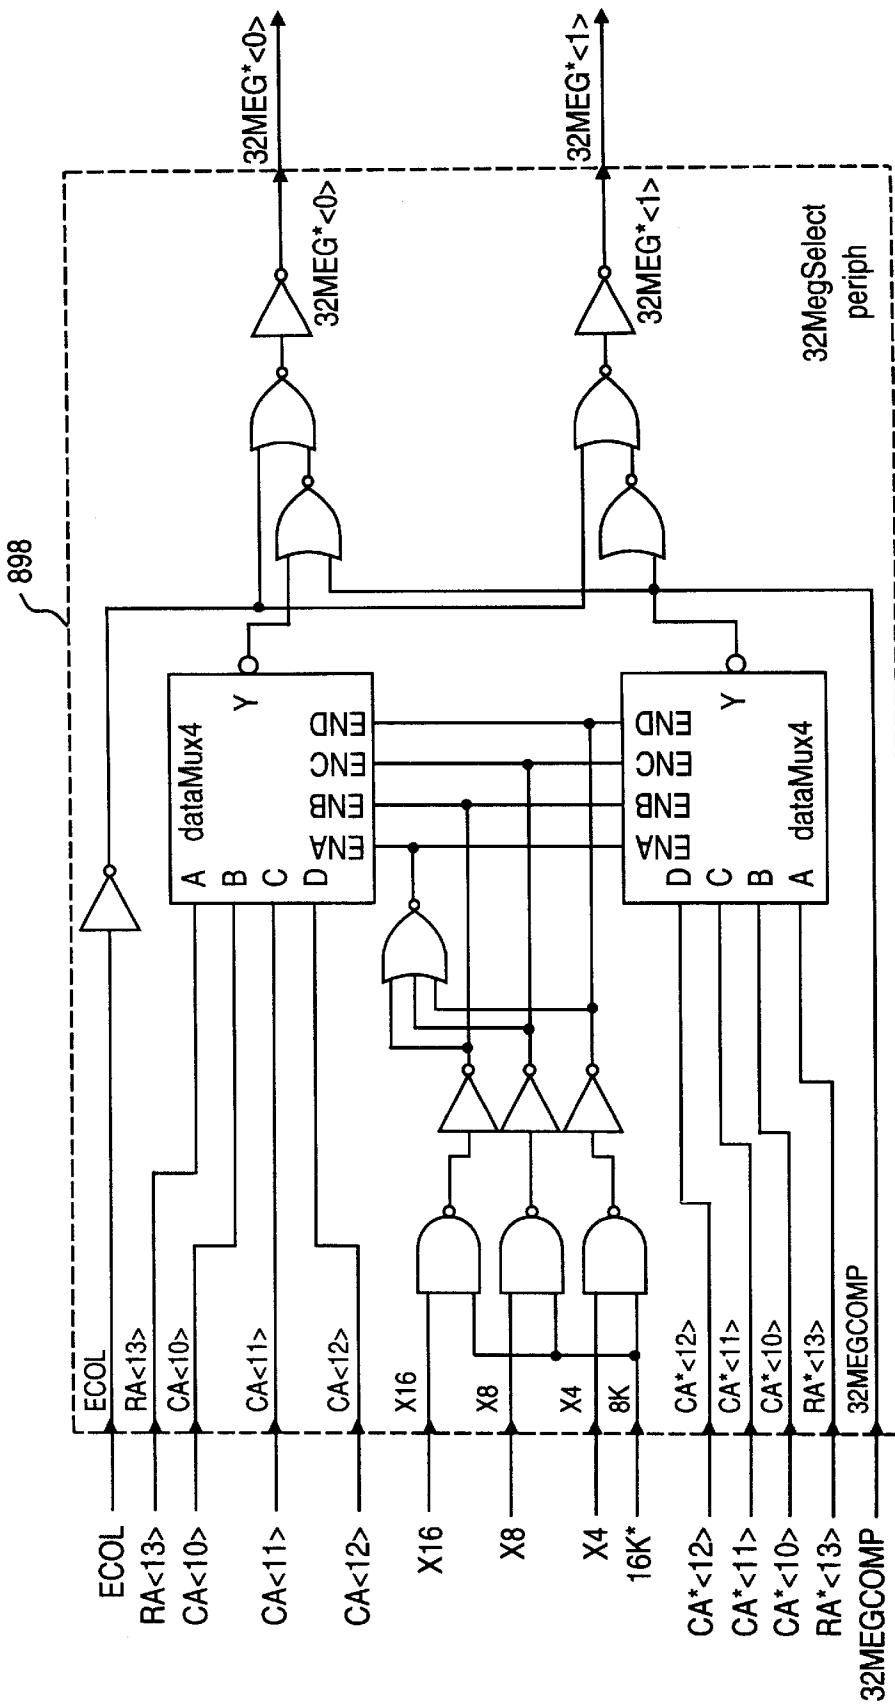 898
ECOL
ECOL
RA<13>
RA<13>
CA<10>
CA<10>
CA<11>
CA<11>
CA<12>
CA<12>
X16
X16
X8
X8
X4
X4
16K*
8K
CA*<12>
CA*<12>
CA*<11>
CA*<11>
CA*<10>
CA*<10>
RA*<13>
RA*<13>
32MEGCOMP
32MEGCOMP
dataMux4
A
B
C
D
Y
ENA
ENB
ENC
END
dataMux4
D
C
B
A
Y
ENA
ENB
ENC
END
32MEG*<0>
32MEG*<0>
32MEG*<1>
32MEG*<1>
32MegSelect
periph